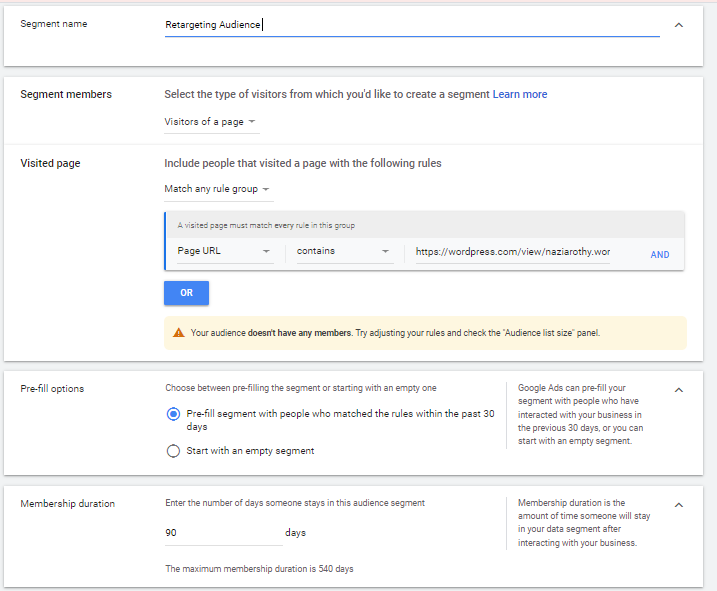 Segment name
Retargeting Audience
Segment members
Select the type of visitors from which you'd like to create a segment Learn more
Visitors of a page
Visited page
Include people that visited a page with the following rules
Match any rule group
A visited page must match every rule in this group
Page URL contains https://wordpress.com/view/naziarothy.wor AND
OR
Your audience doesn't have any members. Try adjusting your rules and check the "Audience list size" panel.
Pre-fill options
Choose between pre-filling the segment or starting with an empty one
Pre-fill segment with people who matched the rules within the past 30
days
Start with an empty segment
Google Ads can pre-fill your
segment with people who have
interacted with your business in
the previous 30 days, or you can
start with an empty segment.
Membership duration
Enter the number of days someone stays in this audience segment
90 days
The maximum membership duration is 540 days
Membership duration is the
amount of time someone will stay
in your data segment after
interacting with your business.